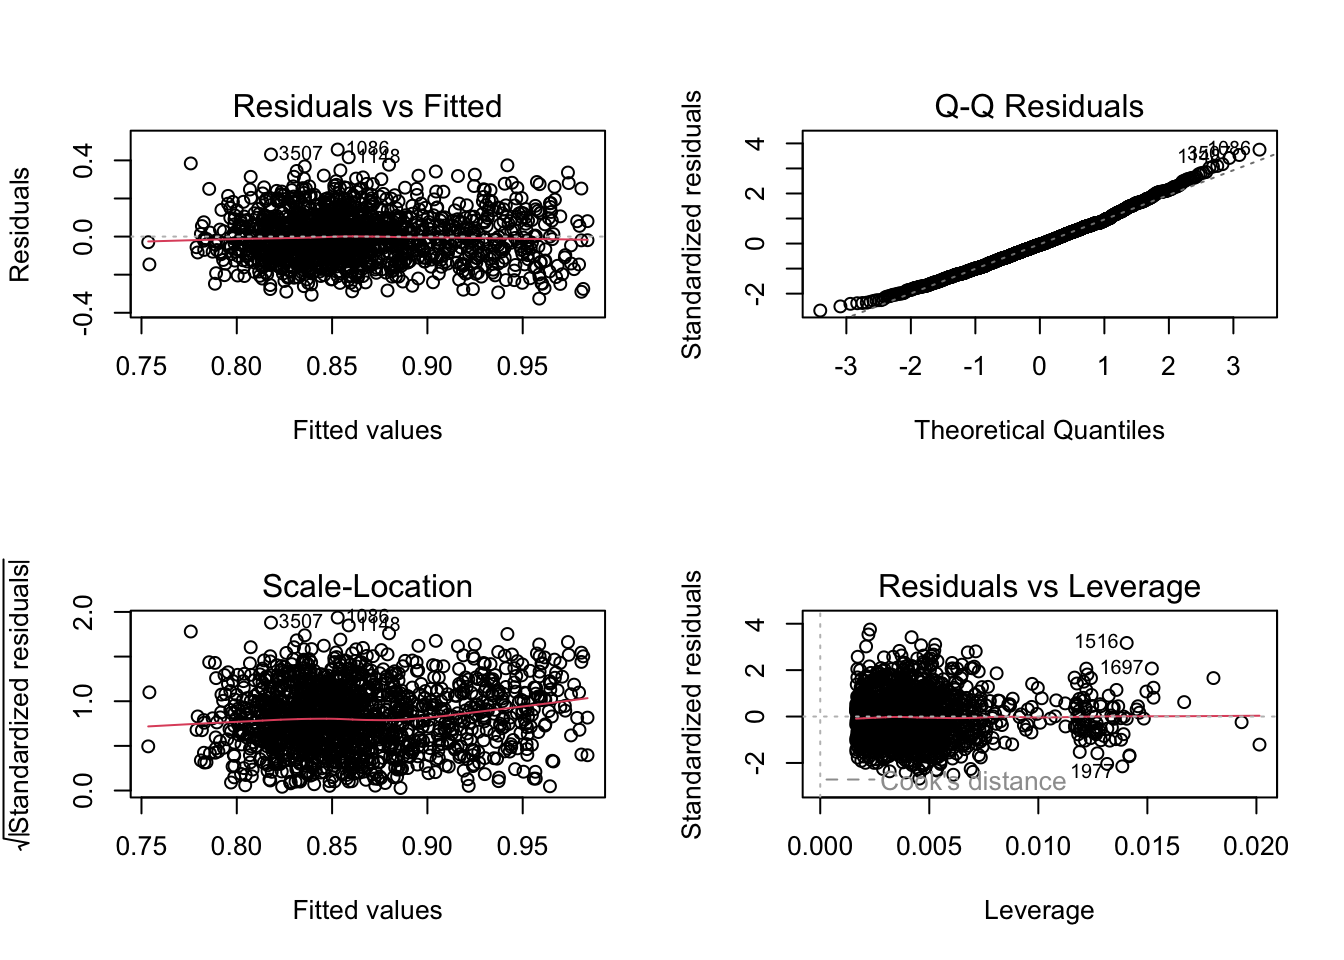 Residuals vs Fitted
Residuals
0.4
0.0
-0.4
3507
1086
1148
0.75 0.80 0.85 0.90 0.95
Fitted values
Q-Q Residuals
Standardized residuals
4
2
0
-2
1086
-3 -2 -1 0 1 2 3
Theoretical Quantiles
Scale-Location
√|Standardized residuals|
2.0
1.0
0.0
3507
1086
1148
0.75 0.80 0.85 0.90 0.95
Fitted values
Residuals vs Leverage
Standardized residuals
4
2
0
-2
1516
1697
1977
Cook's distance
0.000 0.005 0.010 0.015 0.020
Leverage